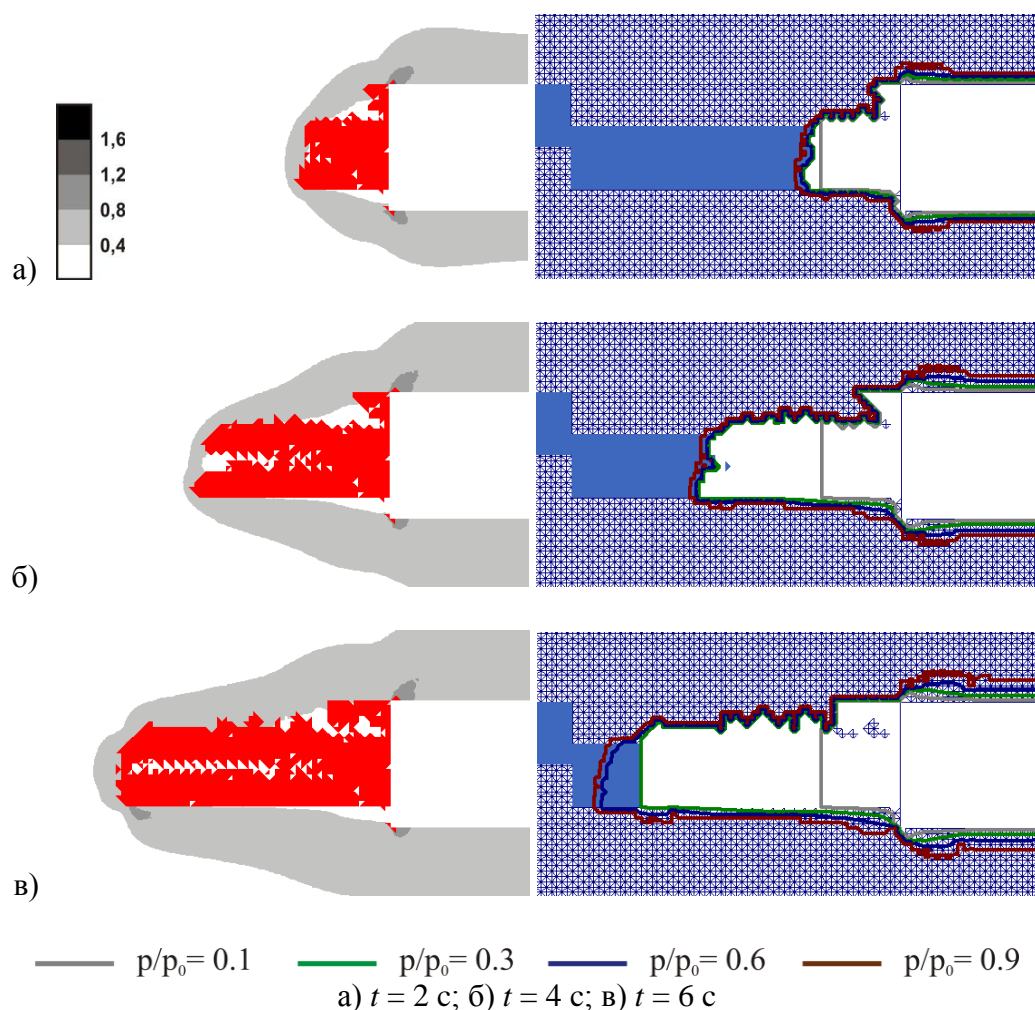 1,6
1,2
0,8
0,4
а)
б)
в)
p/p₀= 0.1 p/p₀= 0.3 p/p₀= 0.6 p/p₀= 0.9
а) t = 2 с; б) t = 4 с; в) t = 6 с